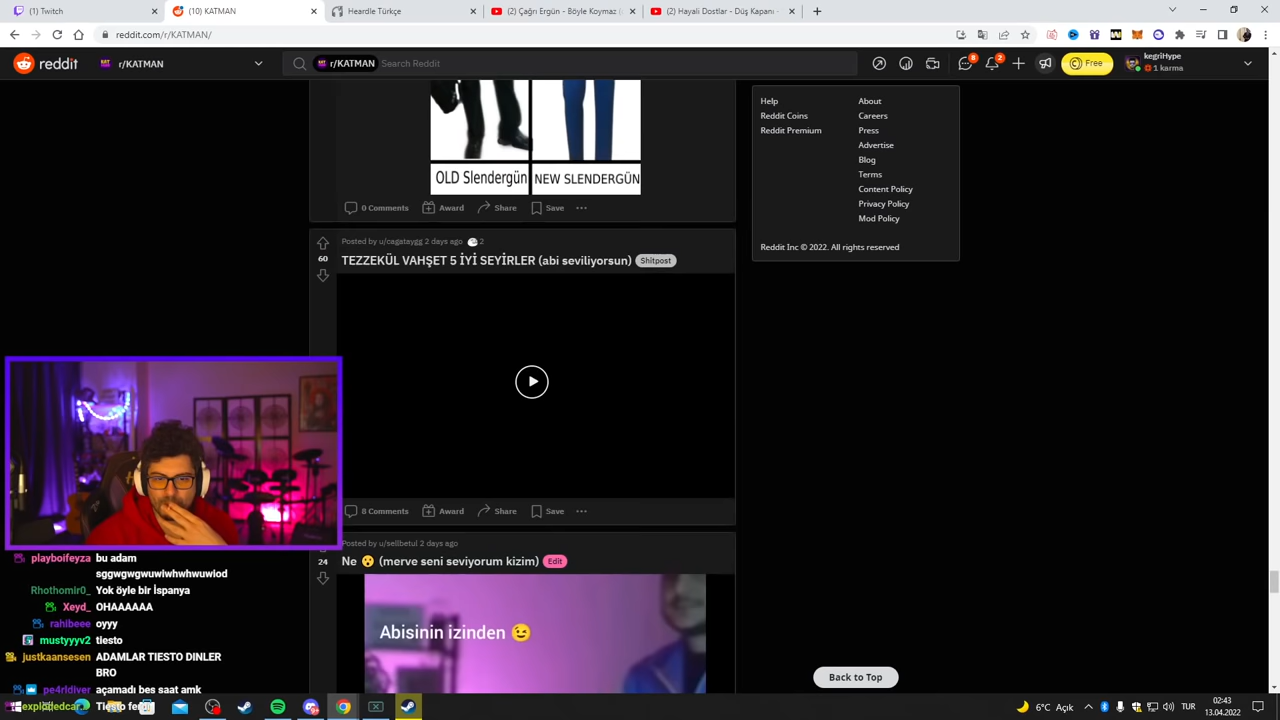 (1) Twitch
(10) KATMAN
Heardle Türkçe
(2) Çağrı Ergan - Böyle Koymaz (
(2) Hayali Dostlar - Düş Kapanı -
reddit.com/r/KATMAN/
reddit
KAT
r/KATMAN
r/KATMAN
Search Reddit
8
2
Free
kegriHype
1 karma
Help
About
Reddit Coins
Careers
Reddit Premium
Press
Advertise
Blog
Terms
Content Policy
Privacy Policy
Mod Policy
Reddit Inc © 2022. All rights reserved
OLD Slendergün
NEW SLENDERGÜN
0 Comments
Award
Share
Save
Posted by u/cagataygg 2 days ago
2
60
TEZZEKÜL VAHŞET 5 İYİ SEYİRLER (abi seviliyorsun)
Shitpost
8 Comments
Award
Share
Save
Posted by u/sellbetul 2 days ago
24
Ne 😮 (merve seni seviyorum kizim)
Edit
Abisinin izinden 😉
playboifeyza bu adam
sggwgwgwuwiwhwhwuwiod
Rhothomir0_ Yok öyle bir İspanya
Xeyd_ OHAAAAAA
rahibeee oyyy
mustyyyv2 tiesto
justkaansesen ADAMLAR TIESTO DINLER
BRO
pe4rldiver açamadı bes saat amk
Back to Top
6°C Açık
TUR
02:43
13.04.2022